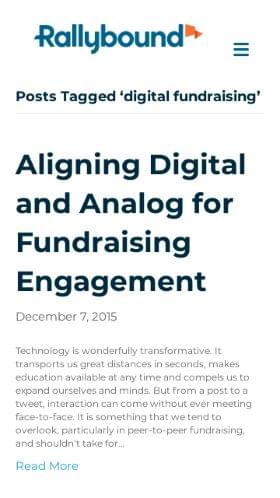 Rallybound
Posts Tagged ‘digital fundraising’
Aligning Digital
and Analog for
Fundraising
Engagement
December 7, 2015
Technology is wonderfully transformative. It
transports us great distances in seconds, makes
education available at any time and compels us to
expand ourselves and minds. But from a post to a
tweet, interaction can come without ever meeting
face-to-face. It is something that we tend to
overlook, particularly in peer-to-peer fundraising,
and shouldn’t take for...
Read More